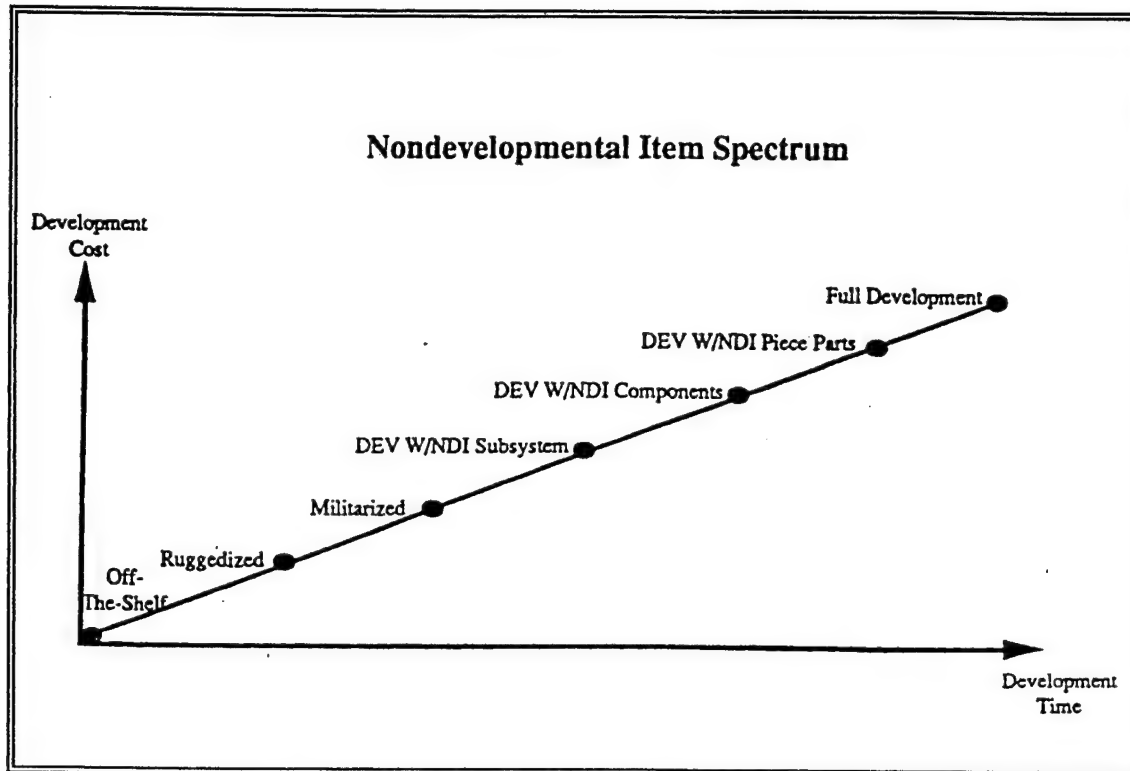 Nondevelopmental Item Spectrum
Development
Cost
Full Development
DEV W/NDI Piece Parts
DEV W/NDI Components
DEV W/NDI Subsystem
Militarized
Ruggedized
Off-
The-Shelf
Development
Time